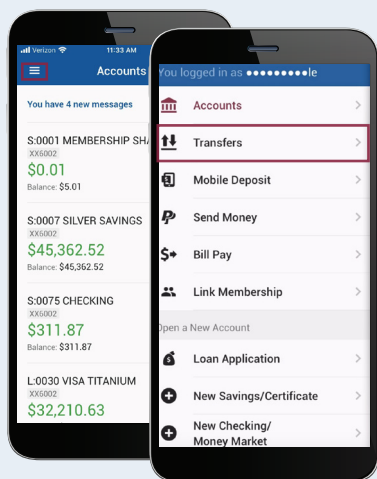 Verizon 11:33 AM
Accounts
You have 4 new messages
S:0001 MEMBERSHIP
XX6002
$0.01
Balance: $5.01
S:0007 SILVER SAVINGS
XX6002
$45,362.52
Balance: $45,362.52
S:0075 CHECKING
XX6002
$311.87
Balance: $311.87
L:0030 VISA TITANIUM
XX6002
$32,210.63
You logged in as ●●●●●●●●●le
Accounts
Transfers
Mobile Deposit
Send Money
Bill Pay
Link Membership
Open a New Account
Loan Application
New Savings/Certificate
New Checking/
Money Market